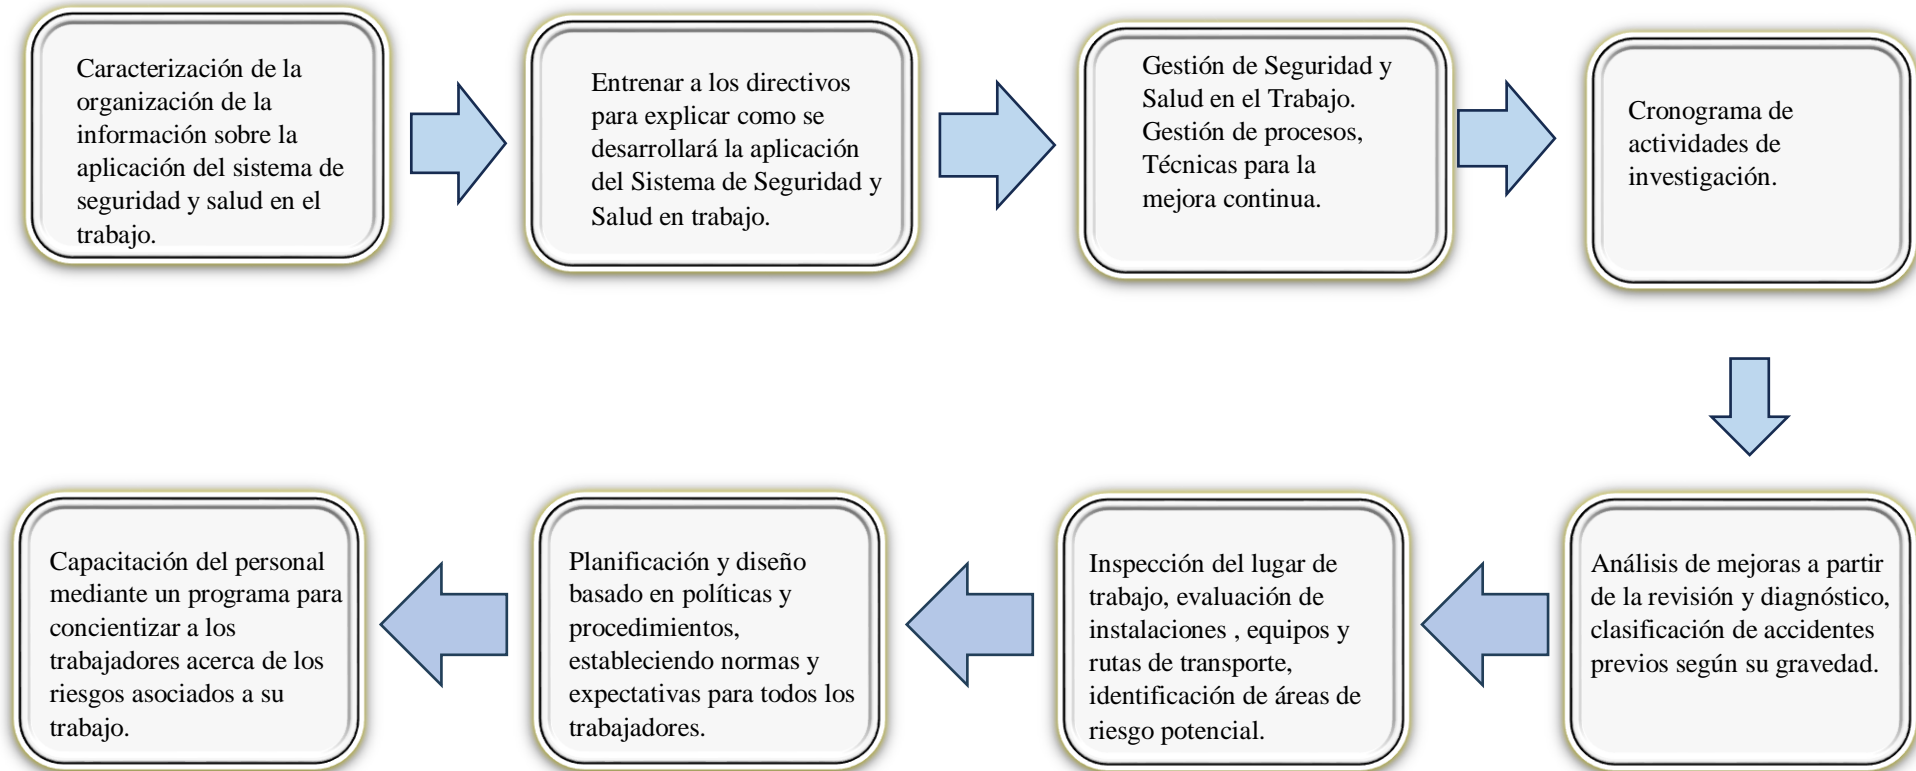 Caracterización de la
organización de la
información sobre la
aplicación del sistema de
seguridad y salud en el
trabajo.
Entrenar a los directivos
para explicar como se
desarrollará la aplicación
del Sistema de Seguridad y
Salud en trabajo.
Gestión de Seguridad y
Salud en el Trabajo.
Gestión de procesos,
Técnicas para la
mejora continua.
Cronograma de
actividades de
investigación.
Análisis de mejoras a partir
de la revisión y diagnóstico,
clasificación de accidentes
previos según su gravedad.
Inspección del lugar de
trabajo, evaluación de
instalaciones , equipos y
rutas de transporte,
identificación de áreas de
riesgo potencial.
Planificación y diseño
basado en políticas y
procedimientos,
estableciendo normas y
expectativas para todos los
trabajadores.
Capacitación del personal
mediante un programa para
concientizar a los
trabajadores acerca de los
riesgos asociados a su
trabajo.